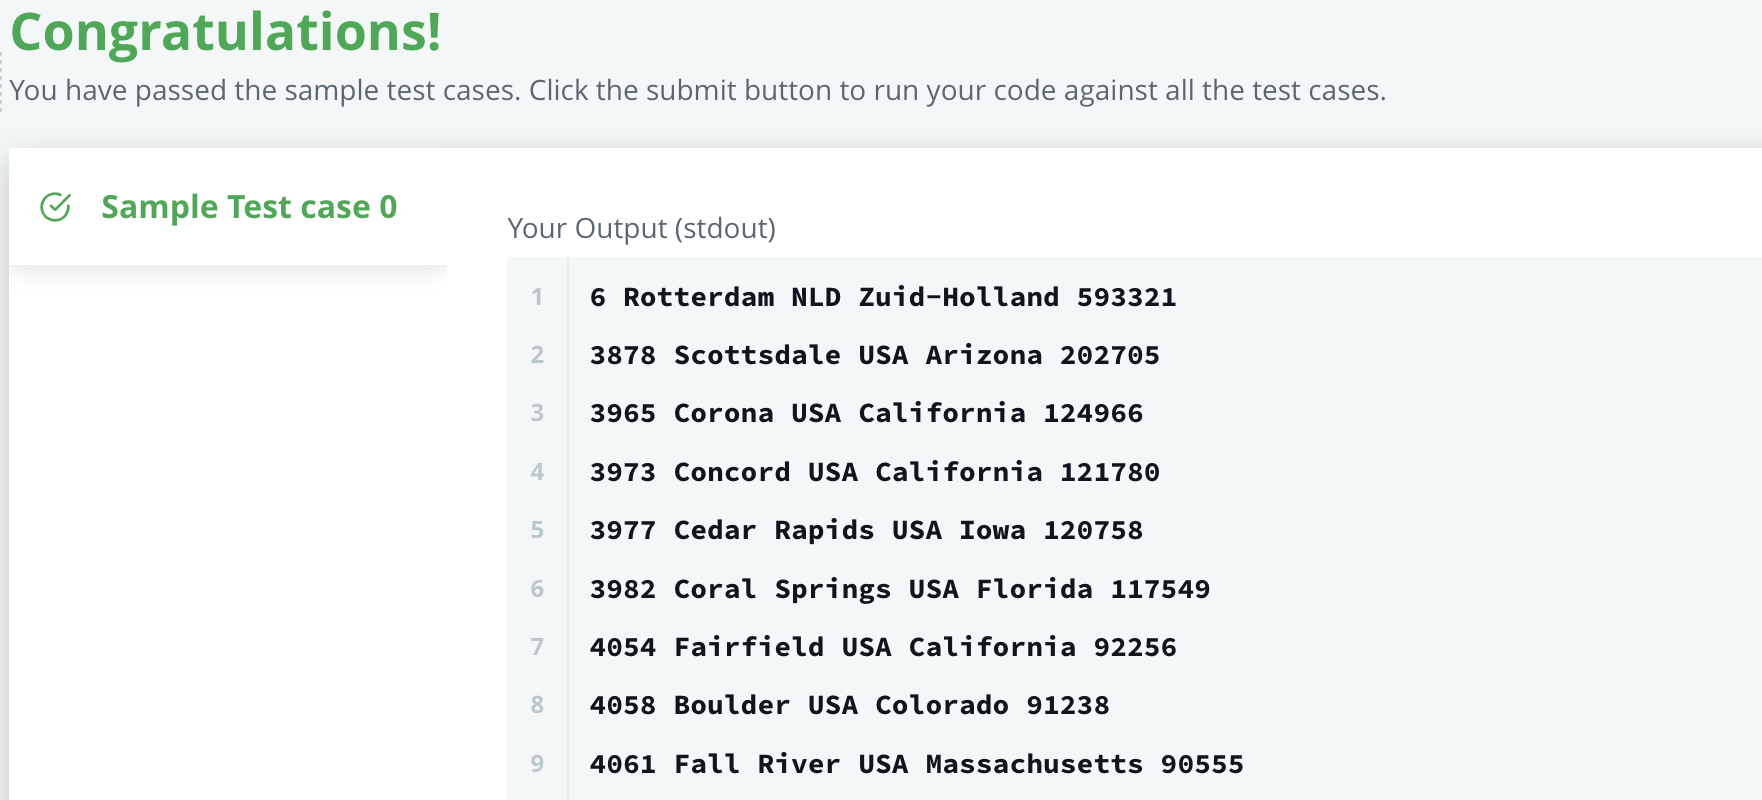 Congratulations!
You have passed the sample test cases. Click the submit button to run your code against all the test cases.
Sample Test case 0
Your Output (stdout)
1 6 Rotterdam NLD Zuid-Holland 593321
2 3878 Scottsdale USA Arizona 202705
3 3965 Corona USA California 124966
4 3973 Concord USA California 121780
5 3977 Cedar Rapids USA Iowa 120758
6 3982 Coral Springs USA Florida 117549
7 4054 Fairfield USA California 92256
8 4058 Boulder USA Colorado 91238
9 4061 Fall River USA Massachusetts 90555